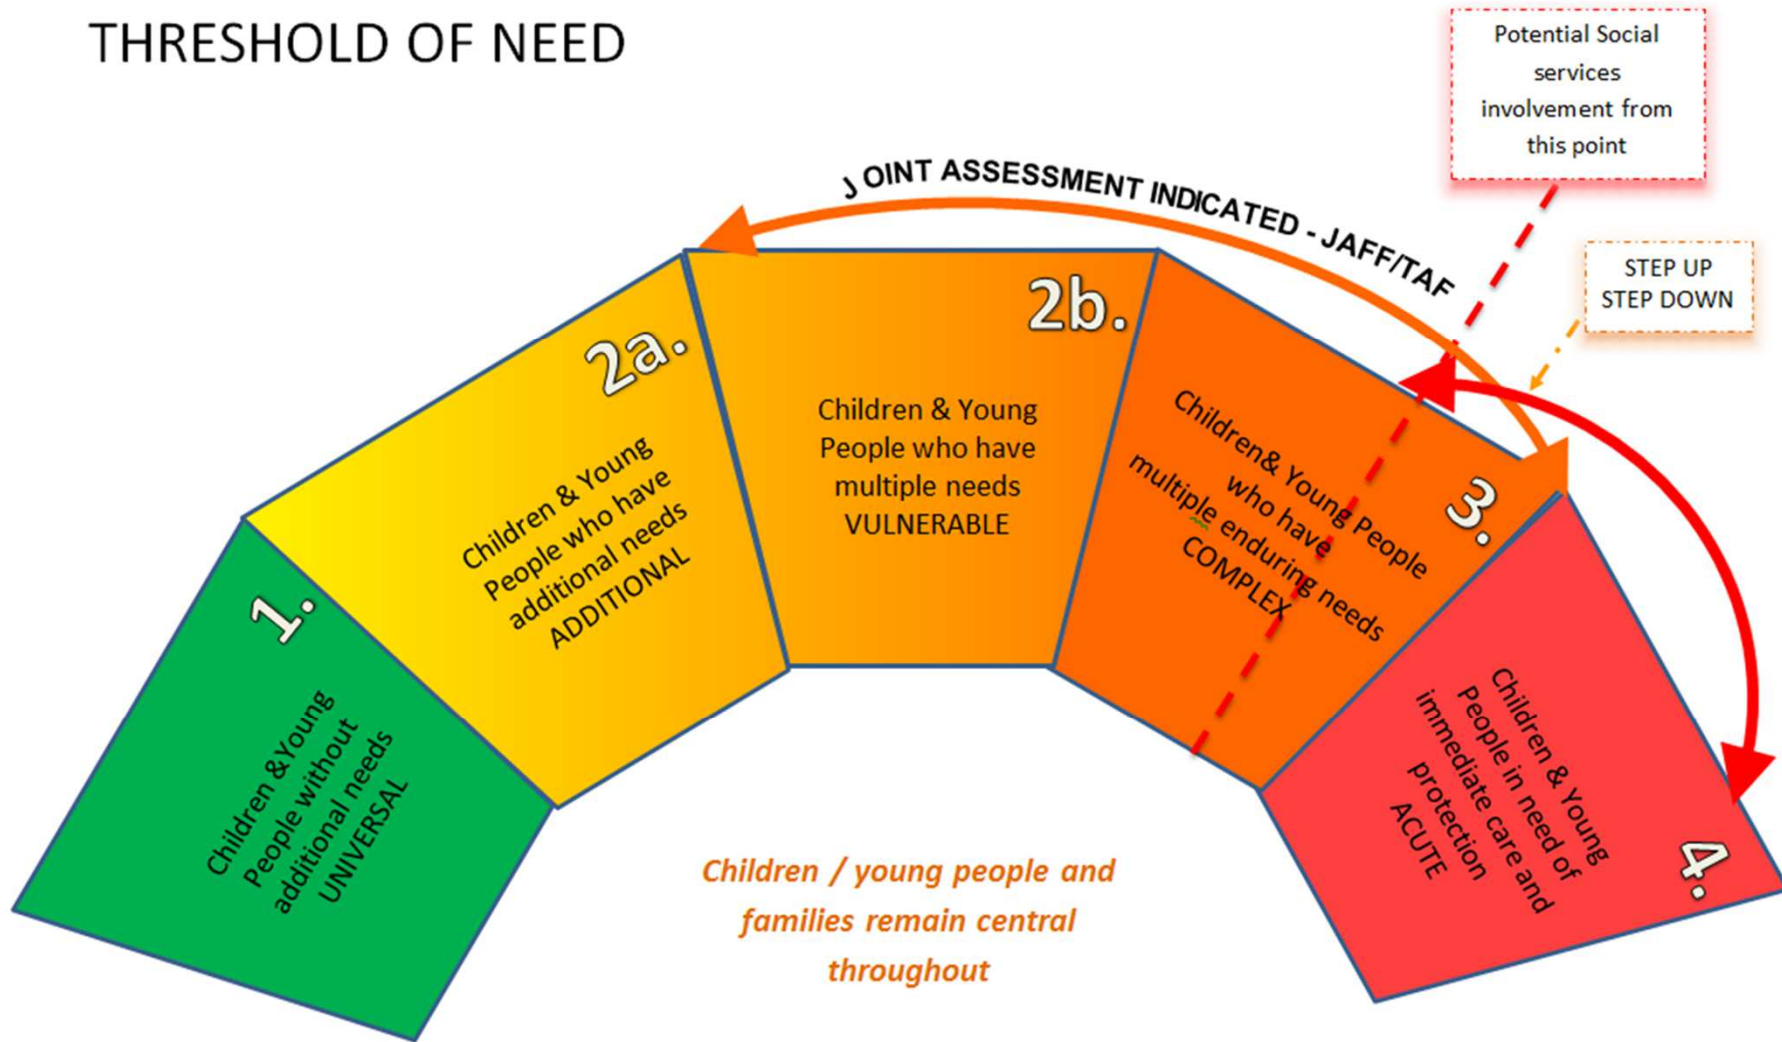 THRESHOLD OF NEED
Potential Social
services
involvement from
this point
STEP UP
STEP DOWN
J OINT ASSESSMENT INDICATED - JAFF/TAF
1.
Children &Young
People without
additional needs
UNIVERSAL
2a.
Children & Young
People who have
additional needs
ADDITIONAL
2b.
Children & Young
People who have
multiple needs
VULNERABLE
3.
Children& Young People
who have
multiple enduring needs
COMPLEX
4.
Children & Young
People in need of
immediate care and
protection
ACUTE
Children / young people and
families remain central
throughout